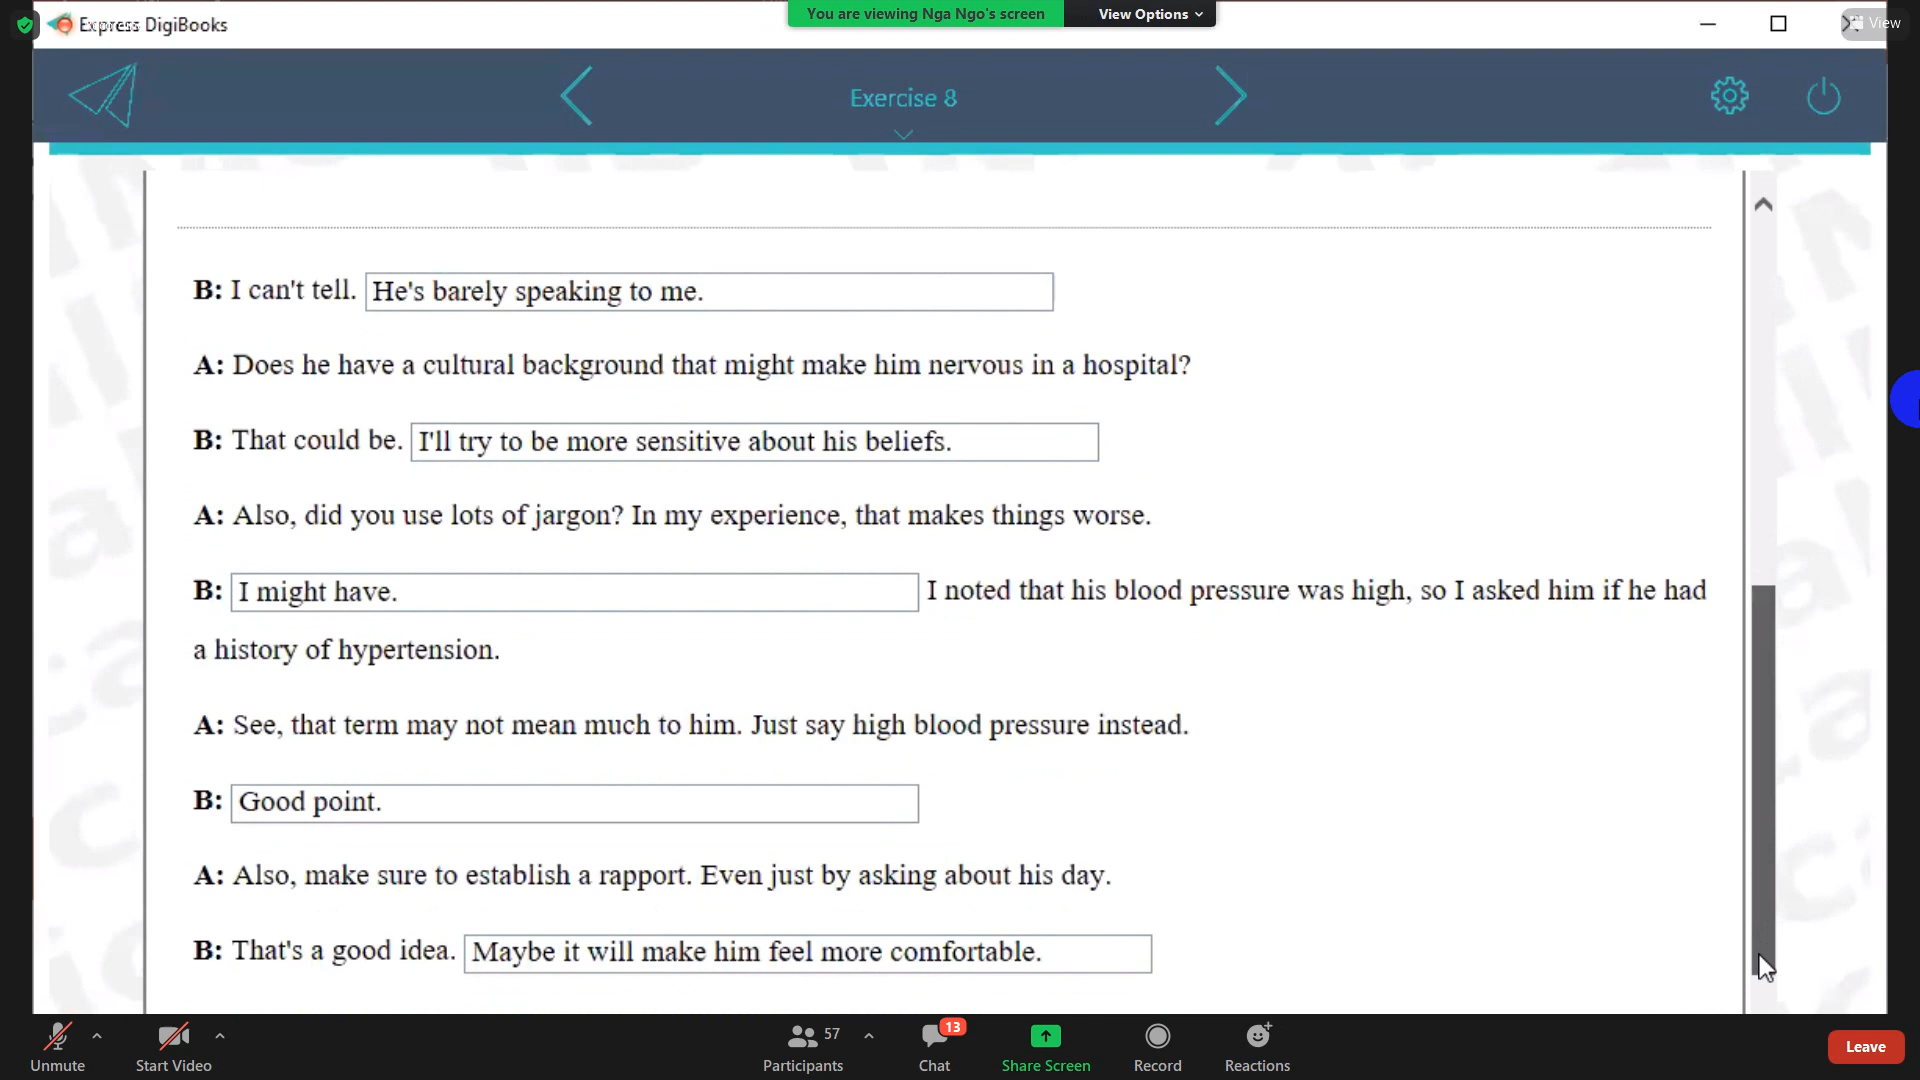 You are viewing Nga Ngo's screen View Options
Express DigiBooks
View
Exercise 8
B: I can't tell. He's barely speaking to me.
A: Does he have a cultural background that might make him nervous in a hospital?
B: That could be. I'll try to be more sensitive about his beliefs.
A: Also, did you use lots of jargon? In my experience, that makes things worse.
B: I might have. I noted that his blood pressure was high, so I asked him if he had
a history of hypertension.
A: See, that term may not mean much to him. Just say high blood pressure instead.
B: Good point.
A: Also, make sure to establish a rapport. Even just by asking about his day.
B: That's a good idea. Maybe it will make him feel more comfortable.
57
13
Unmute Start Video Participants Chat Share Screen Record Reactions Leave